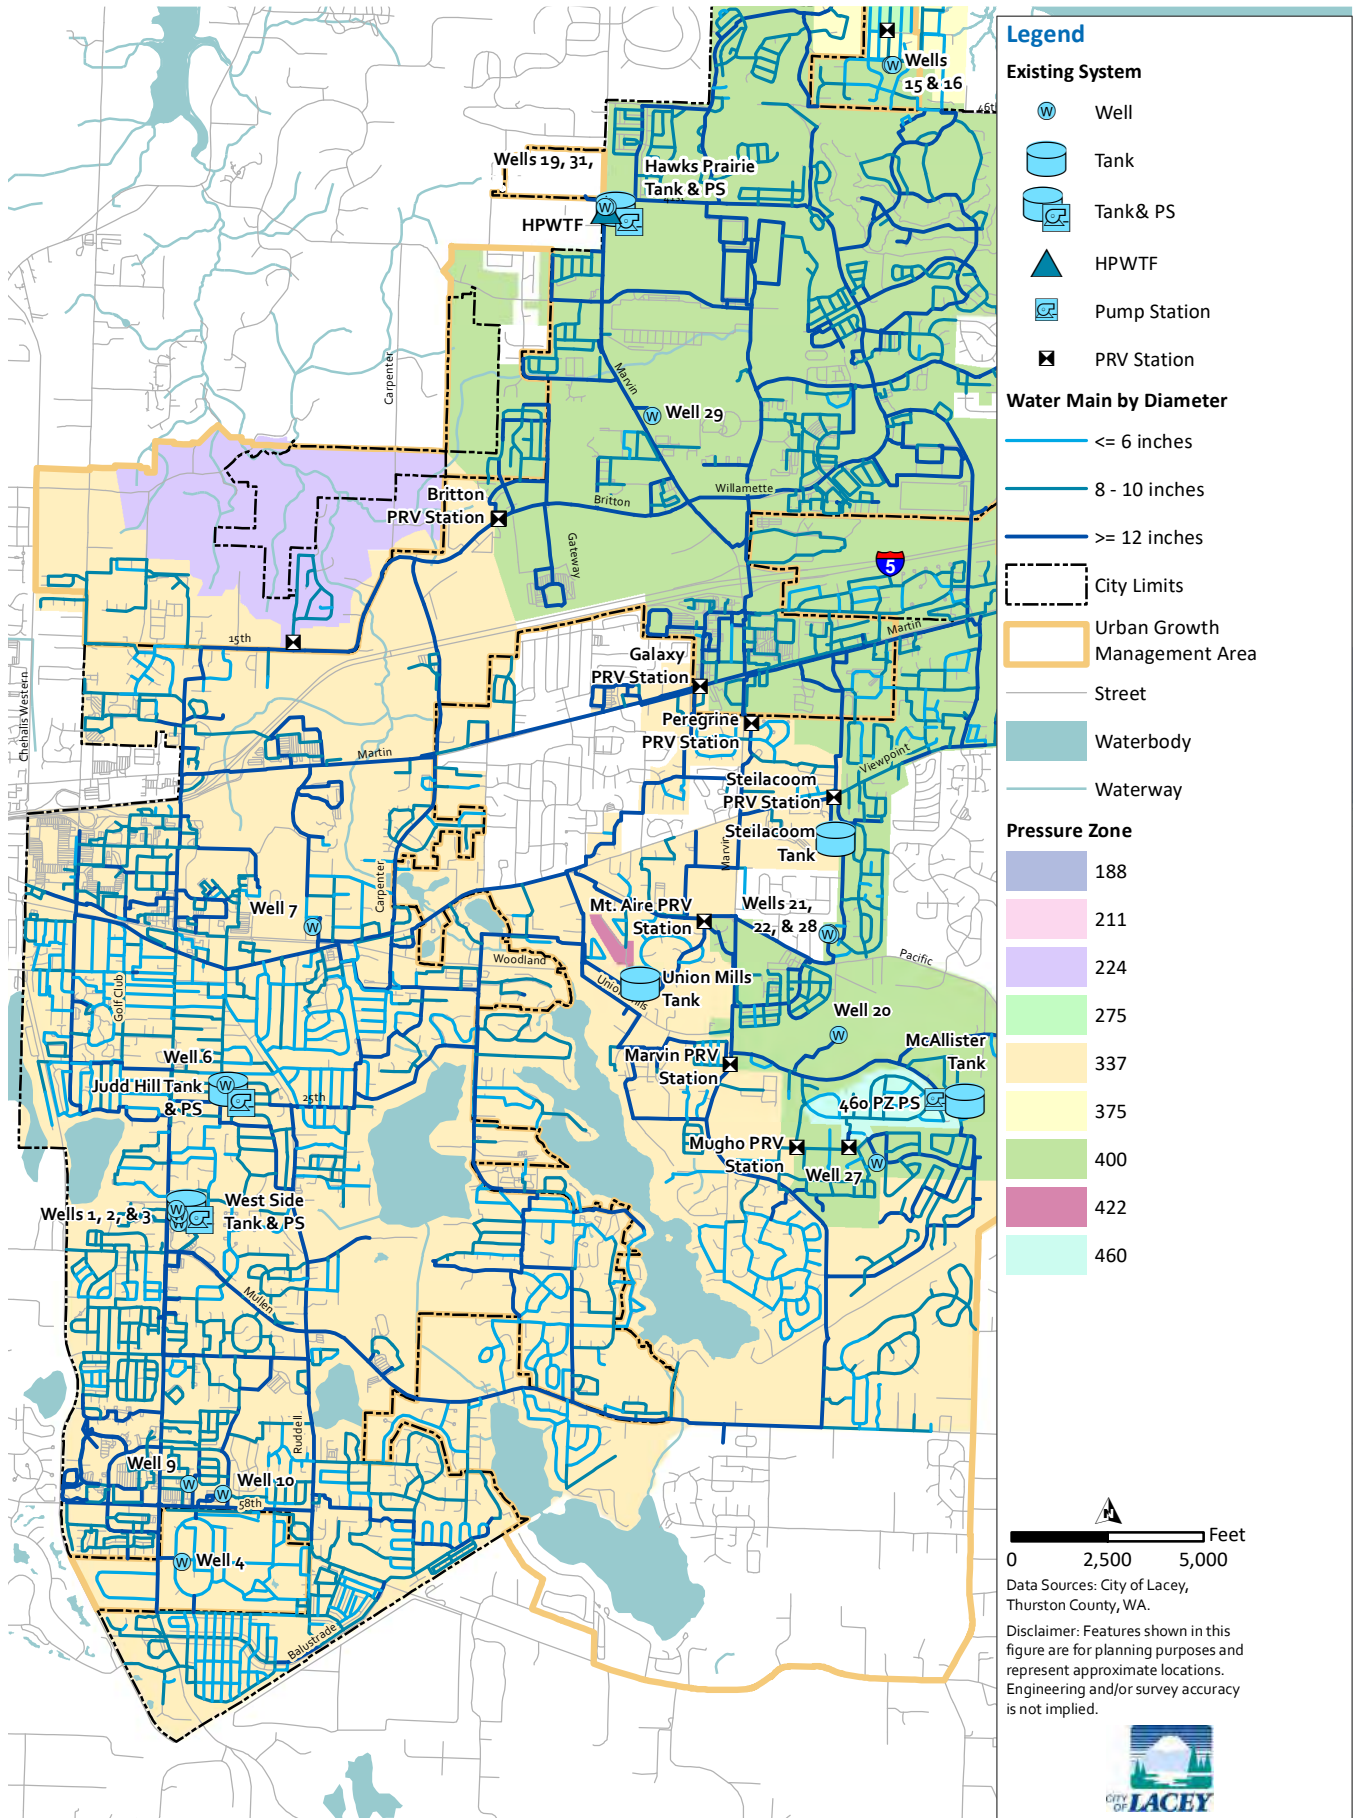 Wells
15 & 16
46th
Wells 19, 31,
Hawks Prairie
Tank & PS
HPWTF
Carpenter
Marvin
Well 29
Britton
PRV Station
Britton
Willamette
Gateway
5
15th
Martin
Galaxy
PRV Station
Chehalis Western
Peregrine
PRV Station
Martin
Viewpoint
Steilacoom
PRV Station
Steilacoom
Tank
Marvin
Carpenter
Well 7
Mt. Aire PRV
Station
Wells 21,
22, & 28
Woodland
Pacific
Golf Club
Union Mills
Union Mills
Tank
Well 20
Well 6
Judd Hill Tank
& PS
25th
Marvin PRV
Station
McAllister
Tank
460 PZ PS
Mugho PRV
Station
Well 27
Wells 1, 2, & 3
West Side
Tank & PS
Mullen
Ruddell
Well 9
Well 10
58th
Well 4
Balustrade
Legend
Existing System
W Well
Tank
Tank& PS
HPWTF
Pump Station
PRV Station
Water Main by Diameter
<= 6 inches
8 - 10 inches
>= 12 inches
City Limits
Urban Growth
Management Area
Street
Waterbody
Waterway
Pressure Zone
188
211
224
275
337
375
400
422
460
N
Feet
0 2,500 5,000
Data Sources: City of Lacey,
Thurston County, WA.
Disclaimer: Features shown in this
figure are for planning purposes and
represent approximate locations.
Engineering and/or survey accuracy
is not implied.
CITY OF LACEY